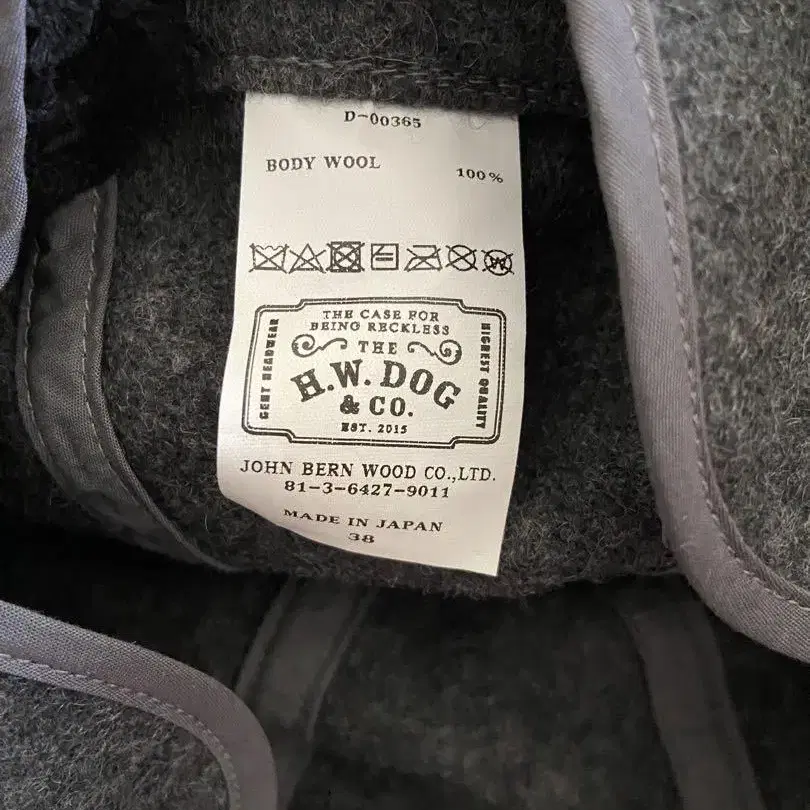 D-00365
BODY WOOL 100%
THE CASE FOR
BEING RECKLESS
THE
H.W. DOG
& CO.
EST. 2015
GENT HEADWEAR
HIGHEST QUALITY
JOHN BERN WOOD CO.,LTD.
81-3-6427-9011
MADE IN JAPAN
38